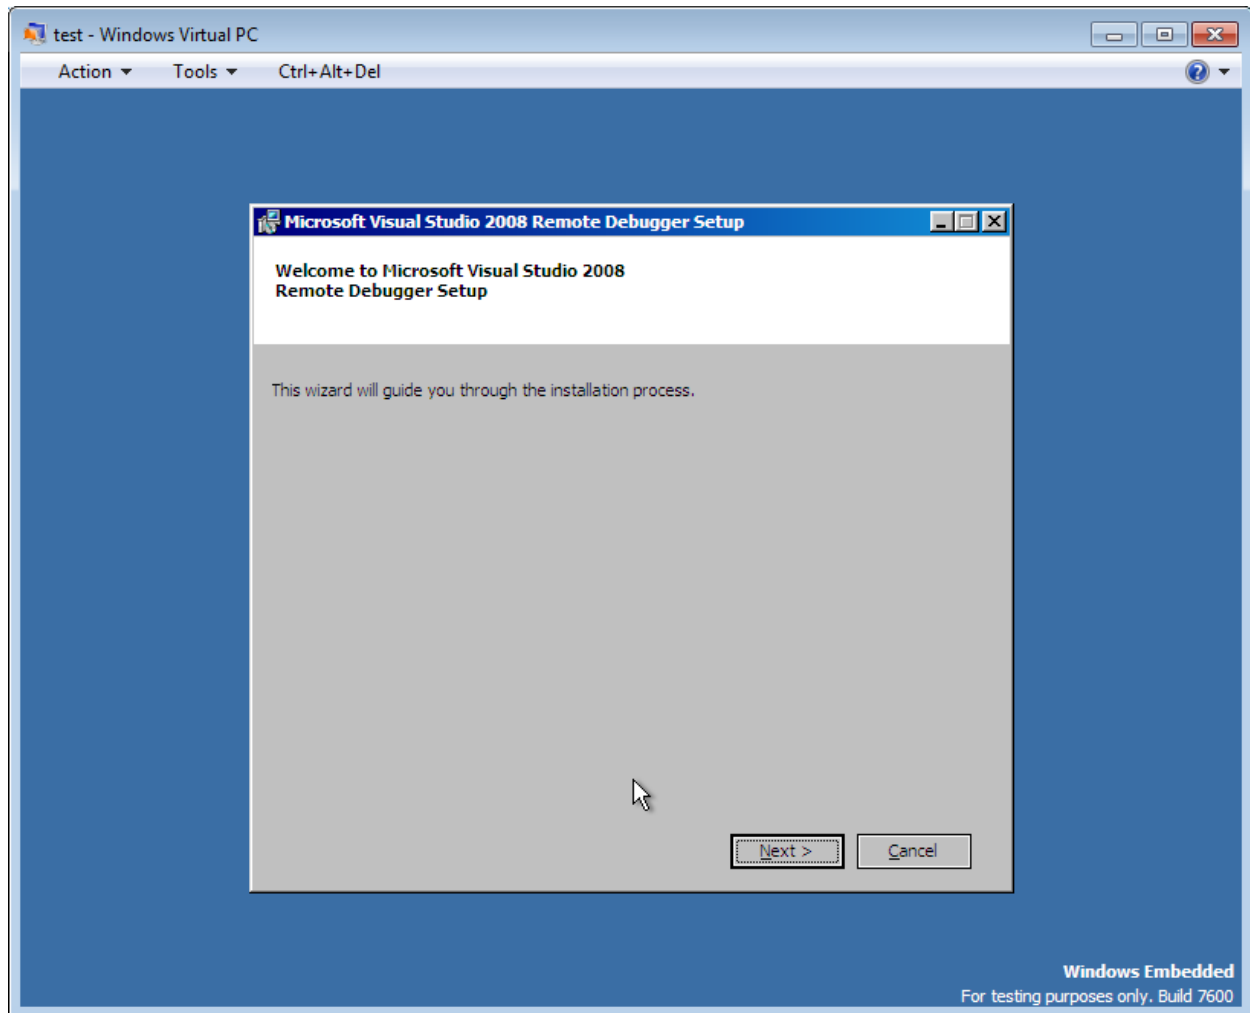 test - Windows Virtual PC
Action Tools Ctrl+Alt+Del
Microsoft Visual Studio 2008 Remote Debugger Setup
Welcome to Microsoft Visual Studio 2008
Remote Debugger Setup
This wizard will guide you through the installation process.
Next > Cancel
Windows Embedded
For testing purposes only. Build 7600